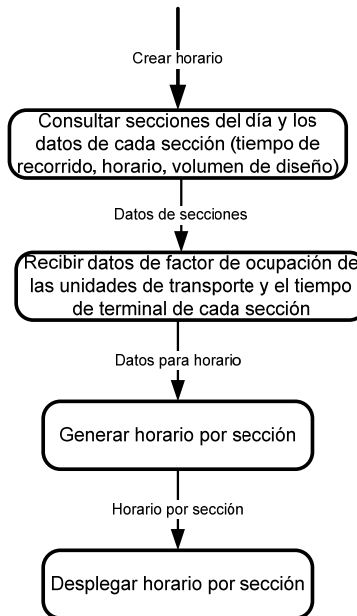 Crear horario
Consultar secciones del día y los
datos de cada sección (tiempo de
recorrido, horario, volumen de diseño)
Datos de secciones
Recibir datos de factor de ocupación de
las unidades de transporte y el tiempo
de terminal de cada sección
Datos para horario
Generar horario por sección
Horario por sección
Desplegar horario por sección